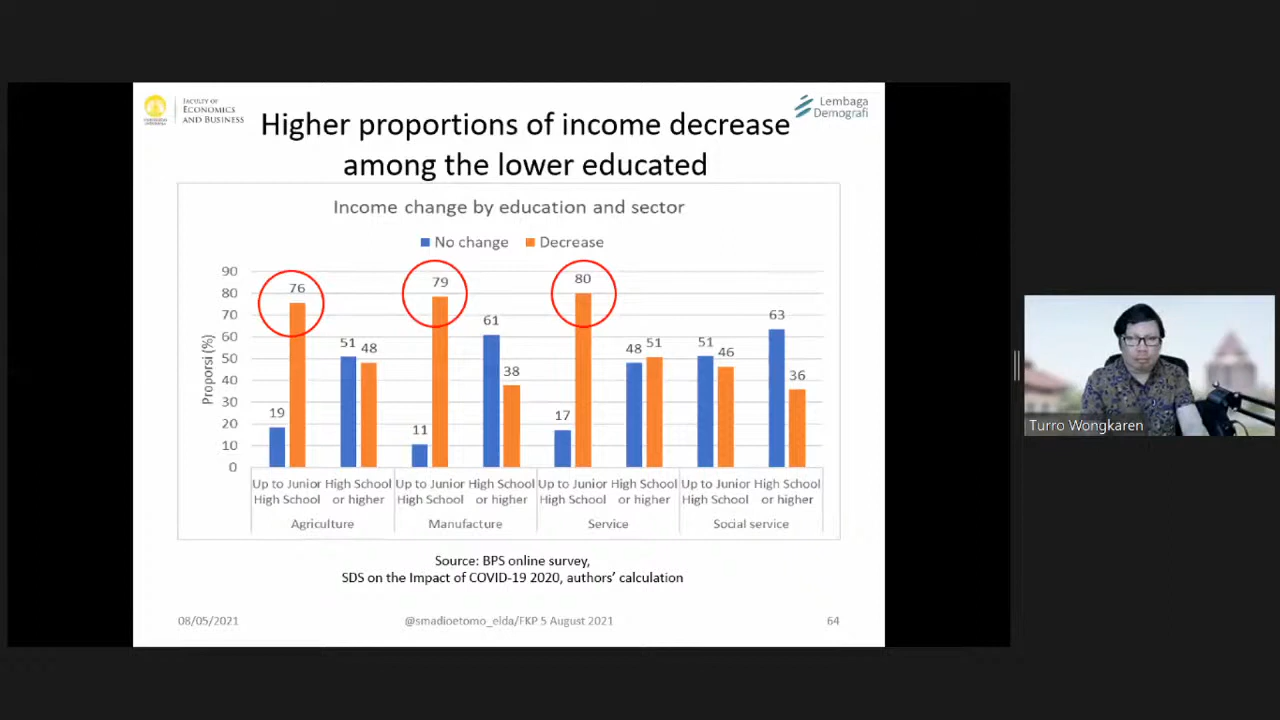 FACULTY OF
ECONOMICS
AND BUSINESS
Lembaga
Demografi
Higher proportions of income decrease
among the lower educated
Income change by education and sector
No change Decrease
Proporsi (%)
90
80
70
60
50
40
30
20
10
0
19 76 51 48 11 79 61 38 17 80 48 51 51 46 63 36
Up to Junior High School Up to Junior High School Up to Junior High School Up to Junior High School
High School or higher High School or higher High School or higher High School or higher
Agriculture Manufacture Service Social service
Source: BPS online survey,
SDS on the Impact of COVID-19 2020, authors' calculation
08/05/2021 @smadioetomo_elda/FKP 5 August 2021 64
Turro Wongkaren